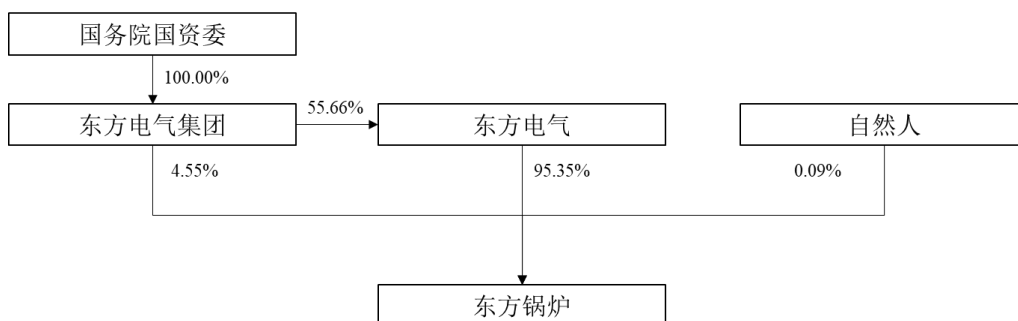 国务院国资委
100.00%
东方电气集团
55.66%
东方电气
自然人
4.55%
95.35%
0.09%
东方锅炉